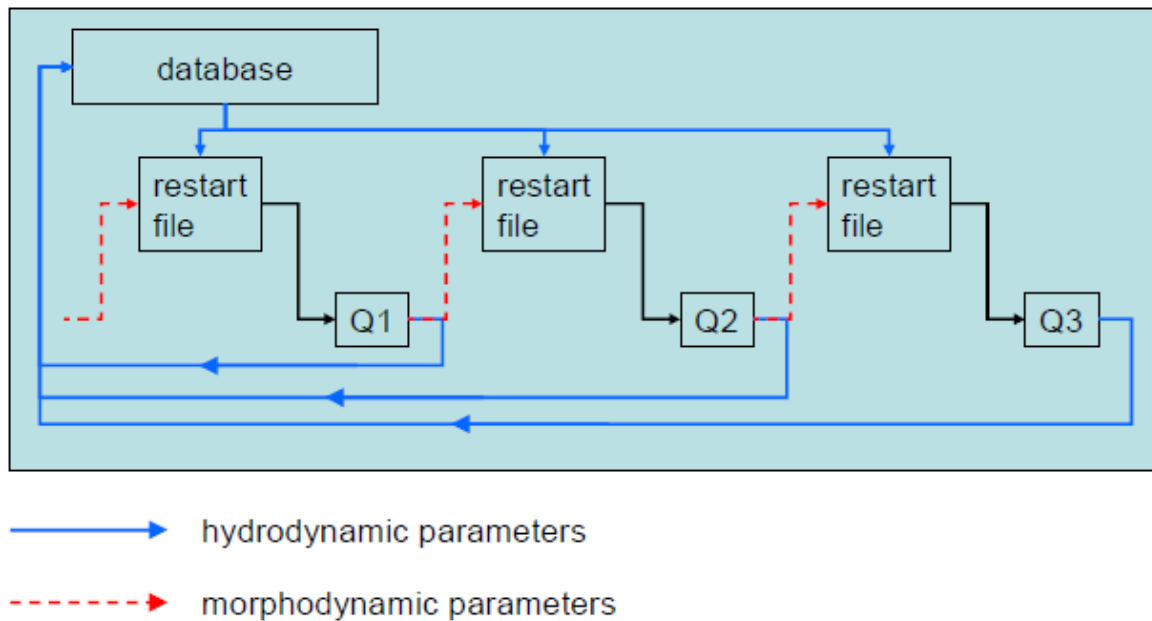 database
restart
file
restart
file
restart
file
Q1
Q2
Q3
hydrodynamic parameters
morphodynamic parameters